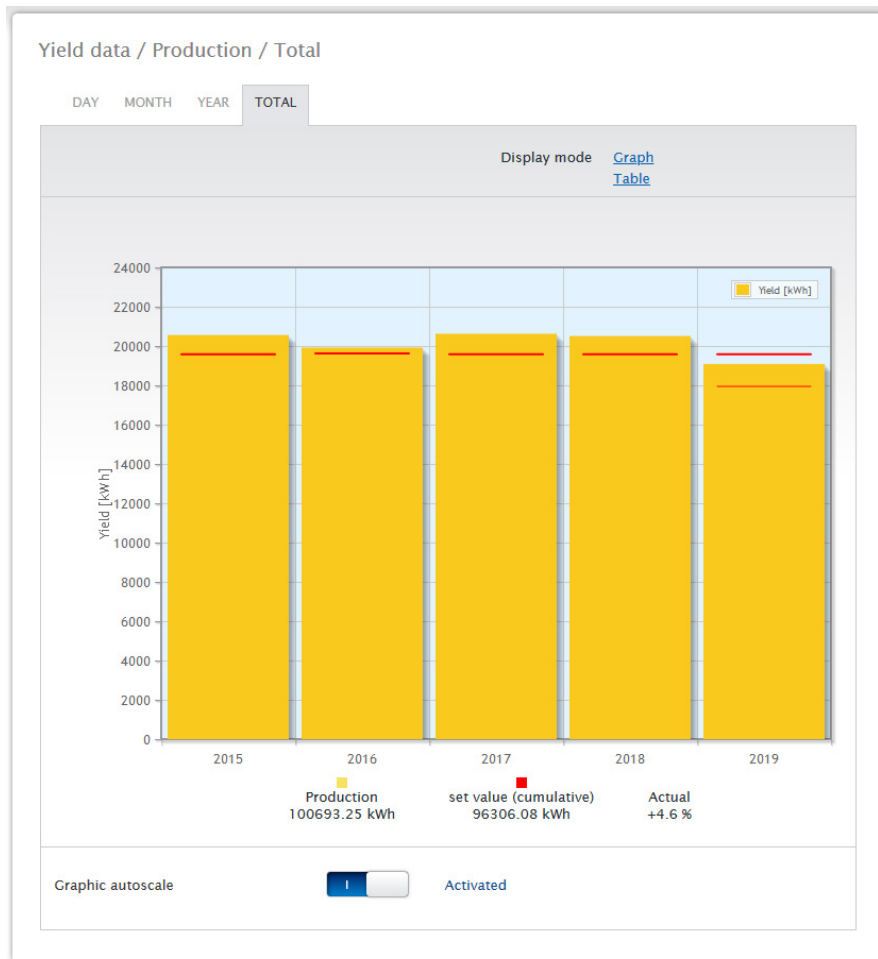 Yield data / Production / Total
DAY MONTH YEAR TOTAL
Display mode Graph
Table
24000
22000
20000
18000
16000
14000
12000
10000
8000
6000
4000
2000
0
Yield [kWh]
Yield [kWh]
2015 2016 2017 2018 2019
Production set value (cumulative) Actual
100693.25 kWh 96306.08 kWh +4.6 %
Graphic autoscale I Activated